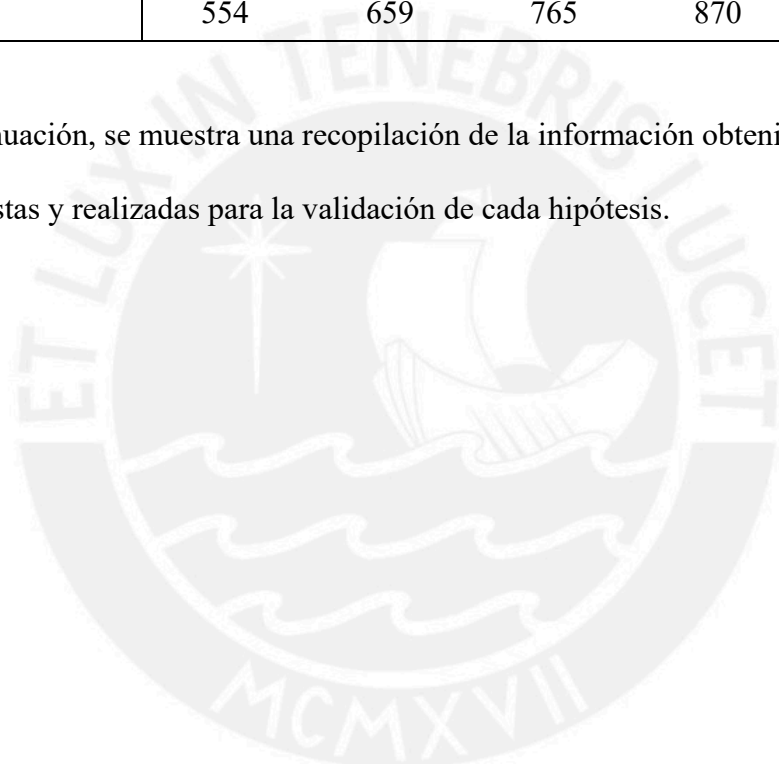 554 659 765 870
nuación, se muestra una recopilación de la información obteni
stas y realizadas para la validación de cada hipótesis.
ET LUX IN TENEBRIS LUCET
MCMXVII